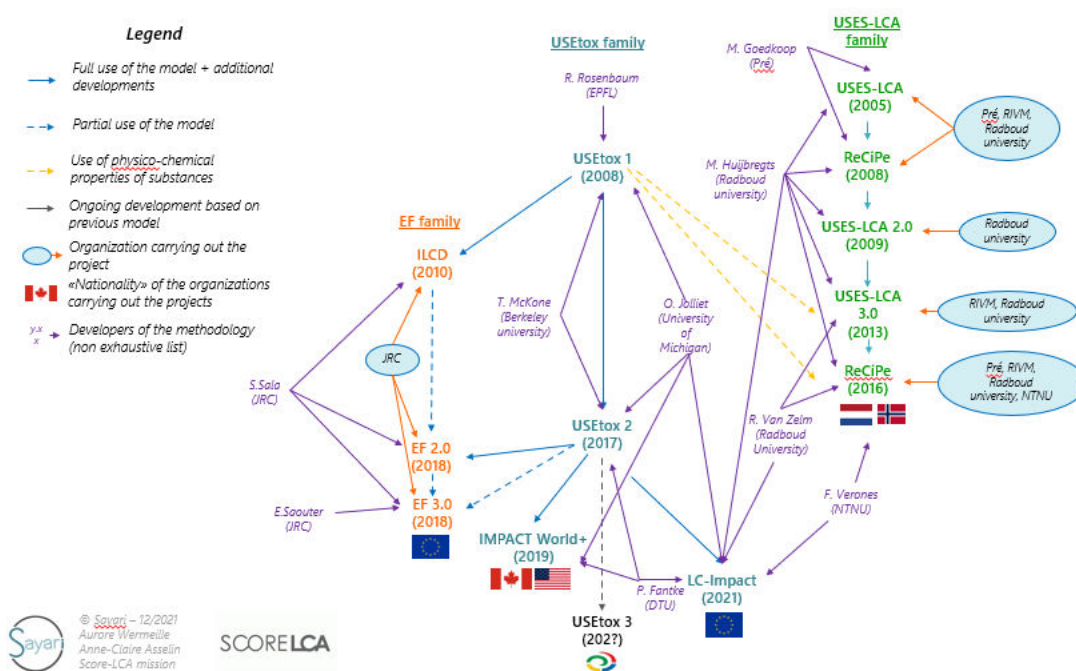 Legend
Full use of the model + additional
developments
Partial use of the model
Use of physico-chemical
properties of substances
Ongoing development based on
previous model
Organization carrying out the
project
«Nationality» of the organizations
carrying out the projects
y.x
x
Developers of the methodology
(non exhaustive list)
USEtox family
R. Rosenbaum
(EPFL)
USEtox 1
(2008)
EF family
ILCD
(2010)
T. McKone
(Berkeley
university)
O. Jolliet
(University
of
Michigan)
JRC
S.Sala
(JRC)
EF 2.0
(2018)
EF 3.0
(2018)
E.Saouter
(JRC)
USEtox 2
(2017)
IMPACT World+
(2019)
P. Fantke
(DTU)
LC-Impact
(2021)
USEtox 3
(202?)
USES-LCA
family
M. Goedkoop
(Pré)
USES-LCA
(2005)
Pré, RIVM,
Radboud
university
ReCiPe
(2008)
M. Huijbregts
(Radboud
university)
USES-LCA 2.0
(2009)
Radboud
university
USES-LCA
3.0
(2013)
RIVM, Radboud
university
ReCiPe
(2016)
Pré, RIVM,
Radboud
university, NTNU
R. Van Zelm
(Radboud
University)
F. Verones
(NTNU)
Sayari
© Sayari – 12/2021
Aurore Wermeille
Anne-Claire Asselin
Score-LCA mission
SCORELCA